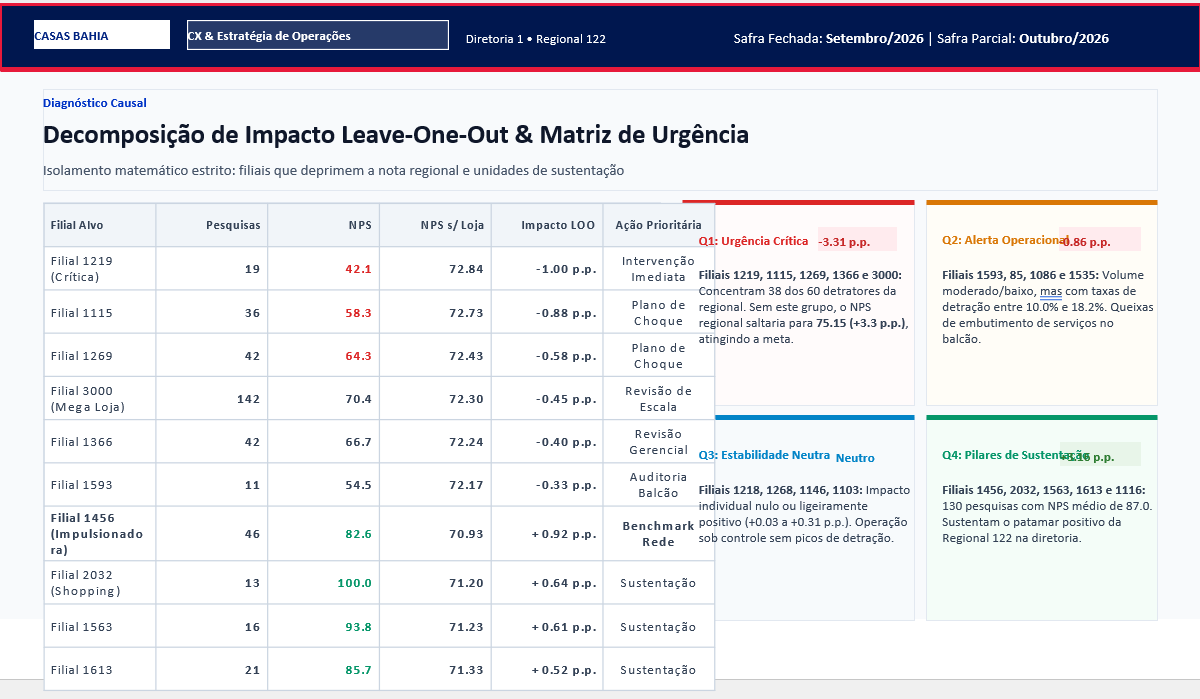 CASAS BAHIA
CX & Estratégia de Operações
Diretoria 1 • Regional 122
Safra Fechada: Setembro/2026 | Safra Parcial: Outubro/2026
Diagnóstico Causal
Decomposição de Impacto Leave-One-Out & Matriz de Urgência
Isolamento matemático estrito: filiais que deprimem a nota regional e unidades de sustentação
Filial Alvo Pesquisas NPS NPS s/ Loja Impacto LOO Ação Prioritária
Filial 1219
(Crítica)
19 42.1 72.84 -1.00 p.p.
Intervenção
Imediata
Filial 1115 36 58.3 72.73 -0.88 p.p.
Plano de
Choque
Filial 1269 42 64.3 72.43 -0.58 p.p.
Plano de
Choque
Filial 3000
(Mega Loja)
142 70.4 72.30 -0.45 p.p.
Revisão de
Escala
Filial 1366 42 66.7 72.24 -0.40 p.p.
Revisão
Gerencial
Filial 1593 11 54.5 72.17 -0.33 p.p.
Auditoria
Balcão
Filial 1456
(Impulsionado
ra)
46 82.6 70.93 +0.92 p.p.
Benchmark
Rede
Filial 2032
(Shopping)
13 100.0 71.20 +0.64 p.p. Sustentação
Filial 1563 16 93.8 71.23 +0.61 p.p. Sustentação
Filial 1613 21 85.7 71.33 +0.52 p.p. Sustentação
Q1: Urgência Crítica -3.31 p.p.
Filiais 1219, 1115, 1269, 1366 e 3000:
Concentram 38 dos 60 detratores da
regional. Sem este grupo, o NPS
regional saltaria para 75.15 (+3.3 p.p.),
atingindo a meta.
Q2: Alerta Operacional -0.86 p.p.
Filiais 1593, 85, 1086 e 1535: Volume
moderado/baixo, mas com taxas de
detração entre 10.0% e 18.2%. Queixas
de embutimento de serviços no
balcão.
Q3: Estabilidade Neutra Neutro
Filiais 1218, 1268, 1146, 1103: Impacto
individual nulo ou ligeiramente
positivo (+0.03 a +0.31 p.p.). Operação
sob controle sem picos de detração.
Q4: Pilares de Sustentação +3.16 p.p.
Filiais 1456, 2032, 1563, 1613 e 1116:
130 pesquisas com NPS médio de 87.0.
Sustentam o patamar positivo da
Regional 122 na diretoria.